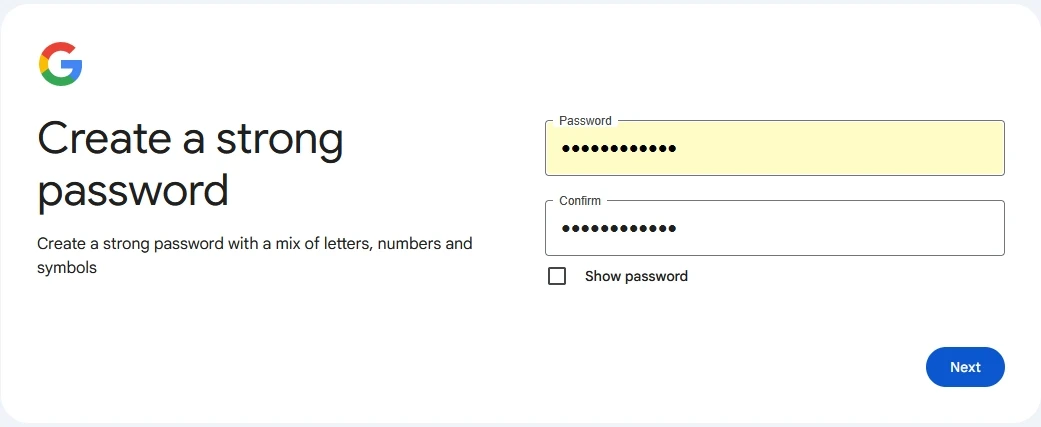 Create a strong
password
Create a strong password with a mix of letters, numbers and
symbols
Password
••••••••••••
Confirm
••••••••••••
Show password
Next